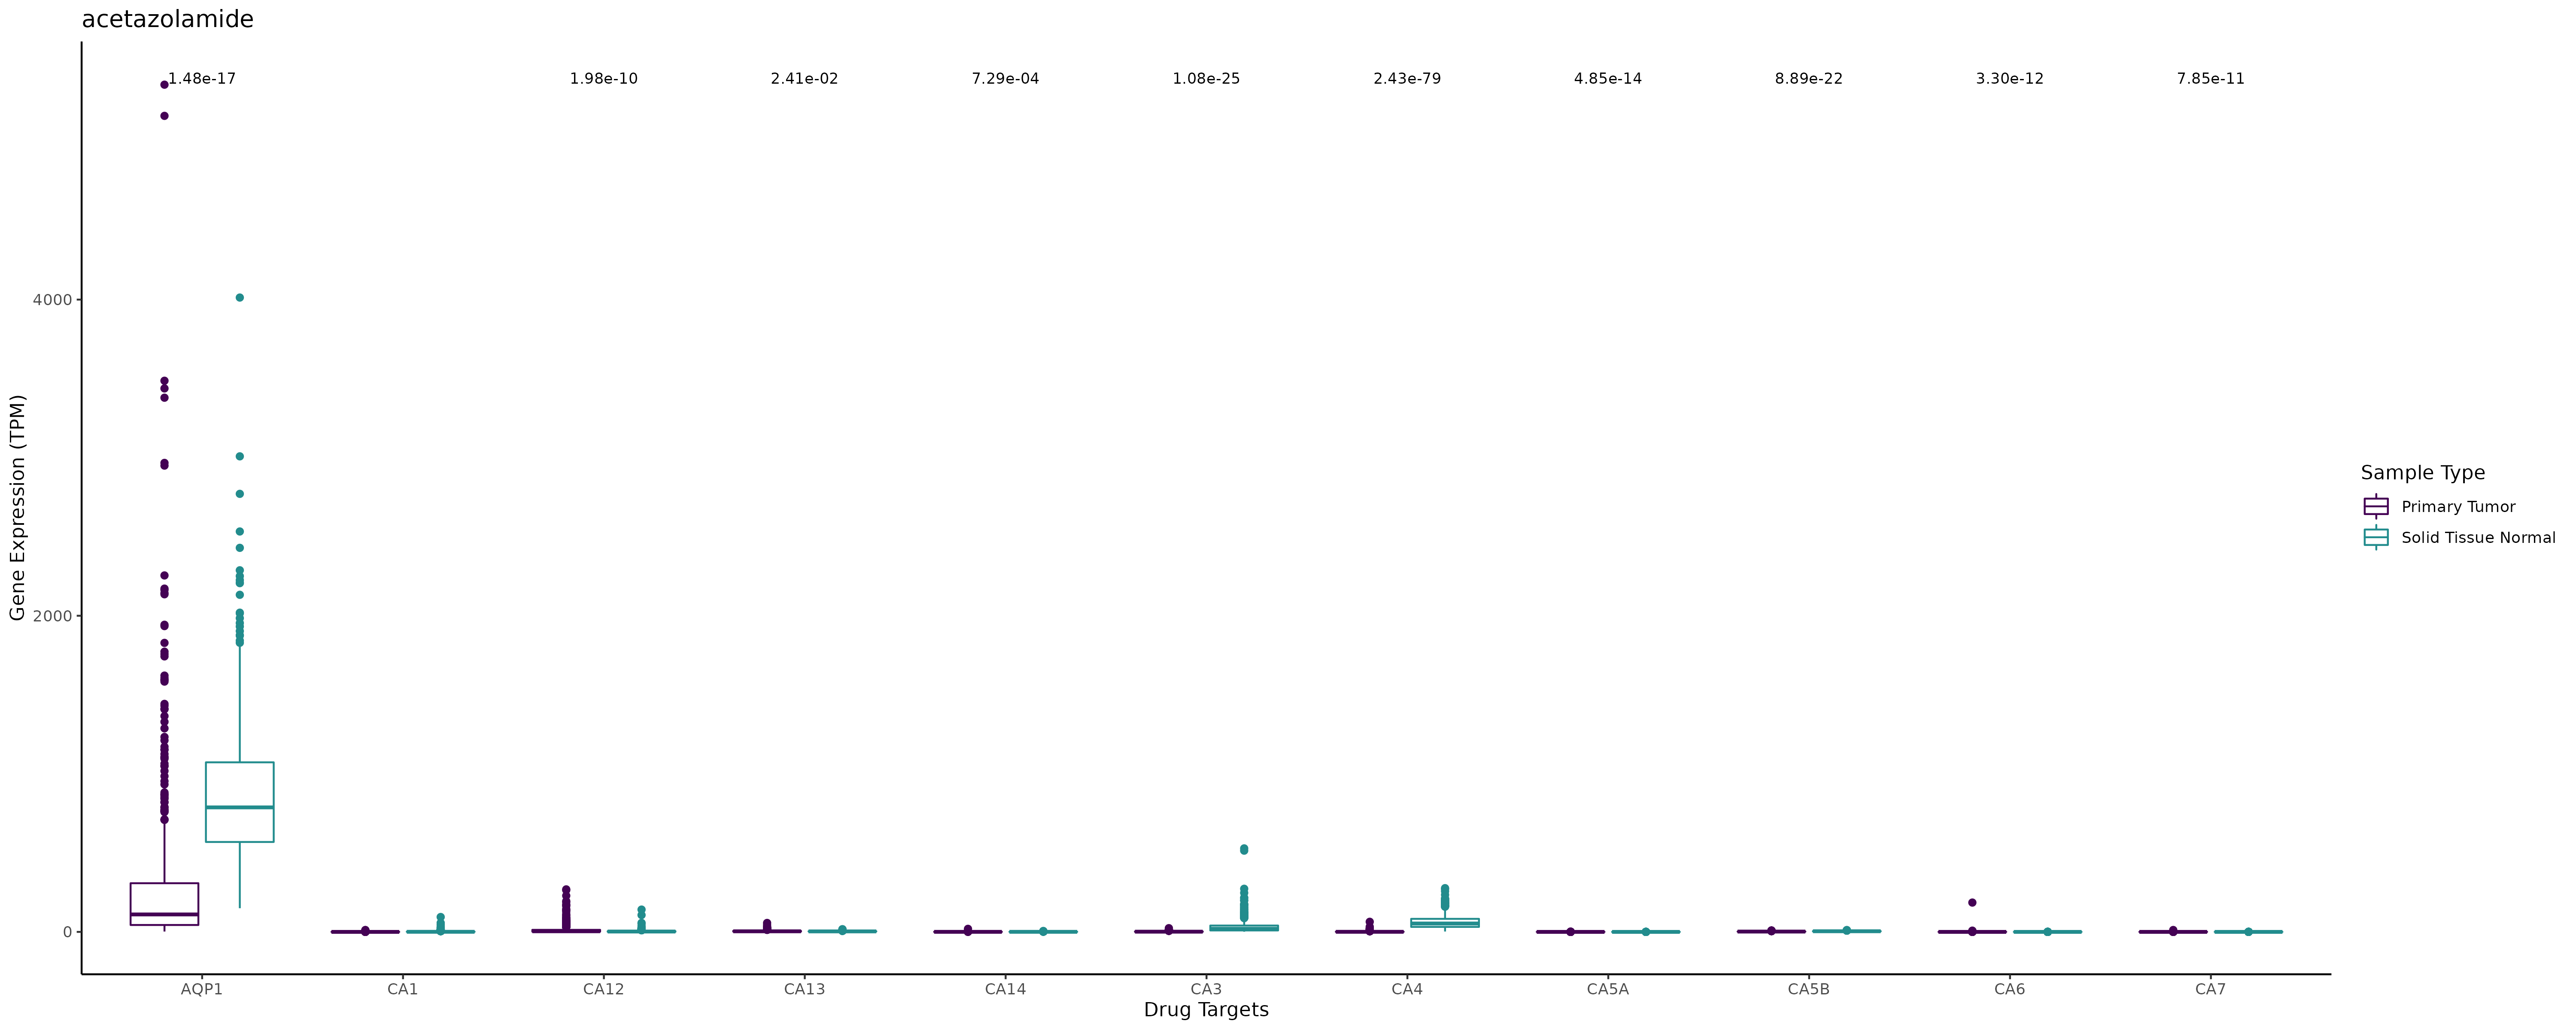 acetazolamide
1.48e-17 1.98e-10 2.41e-02 7.29e-04 1.08e-25 2.43e-79 4.85e-14 8.89e-22 3.30e-12 7.85e-11
Gene Expression (TPM)
4000
2000
0
AQP1 CA1 CA12 CA13 CA14 CA3 CA4 CA5A CA5B CA6 CA7
Drug Targets
Sample Type
Primary Tumor
Solid Tissue Normal